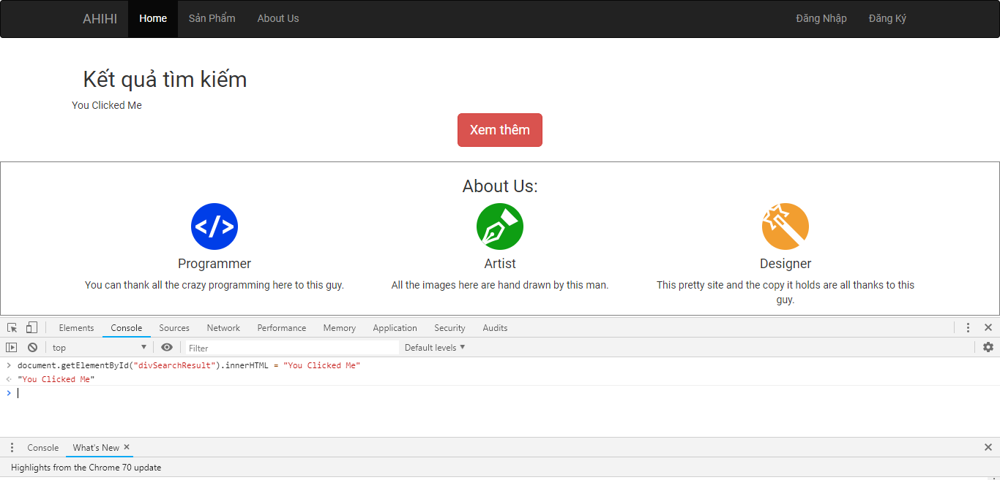 AHIHI Home Sản Phẩm About Us Đăng Nhập Đăng Ký
Kết quả tìm kiếm
You Clicked Me
Xem thêm
About Us:
Programmer Artist Designer
You can thank all the crazy programming here to this guy. All the images here are hand drawn by this man. This pretty site and the copy it holds are all thanks to this
guy.
Elements Console Sources Network Performance Memory Application Security Audits
top Filter Default levels
document.getElementById("divSearchResult").innerHTML = "You Clicked Me"
"You Clicked Me"
Console What's New
Highlights from the Chrome 70 update